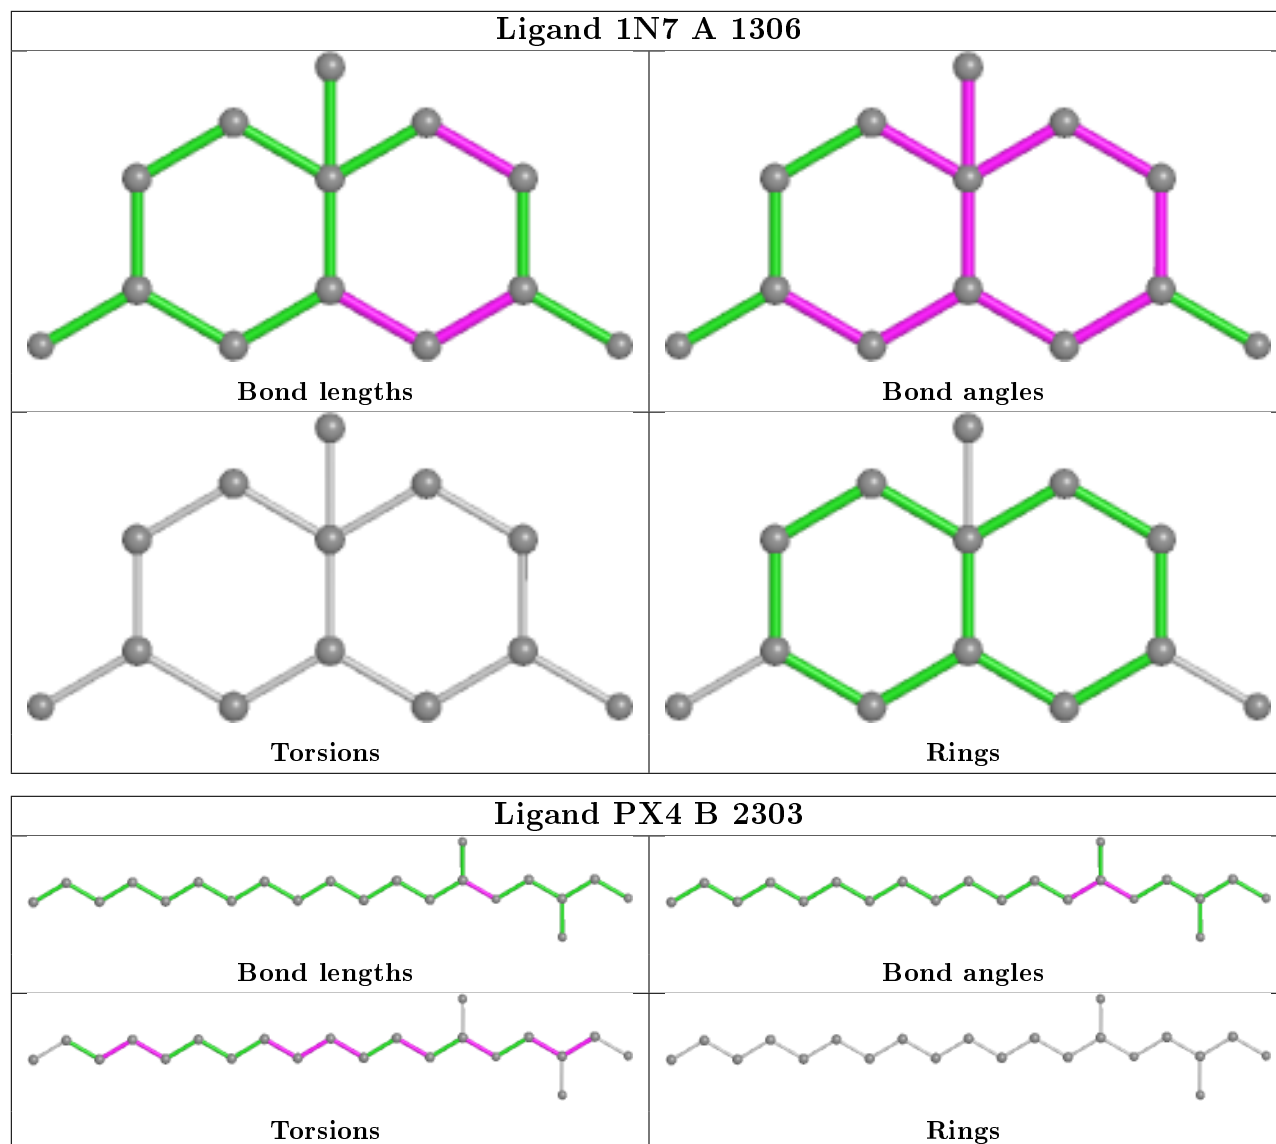 Ligand 1N7 A 1306
Bond lengths
Bond angles
Torsions
Rings
Ligand PX4 B 2303
Bond lengths
Bond angles
Torsions
Rings